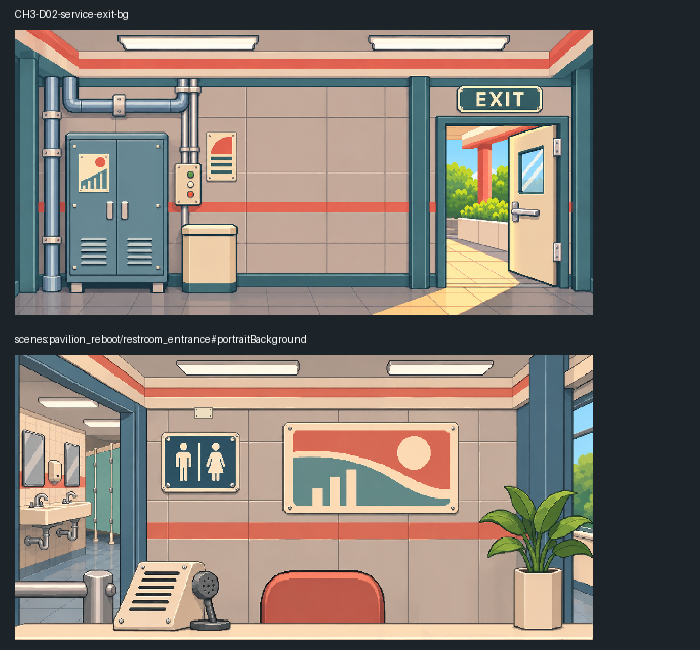 CH3-D02-service-exit-bg
EXIT
scenes:pavilion_reboot/restroom_entrance#portraitBackground